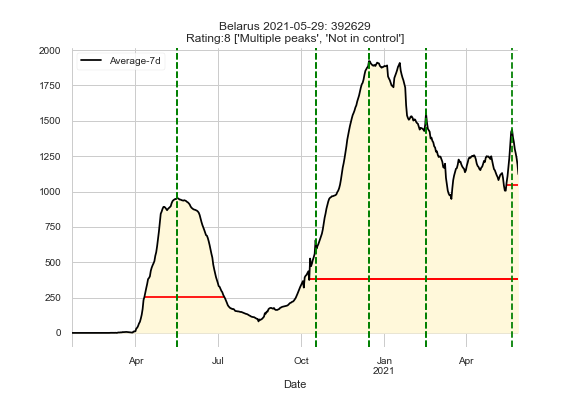 Belarus 2021-05-29: 392629
Rating:8 ['Multiple peaks', 'Not in control']
2000
1750
1500
1250
1000
750
500
250
0
Average-7d
Apr
Jul
Oct
Jan
2021
Apr
Date